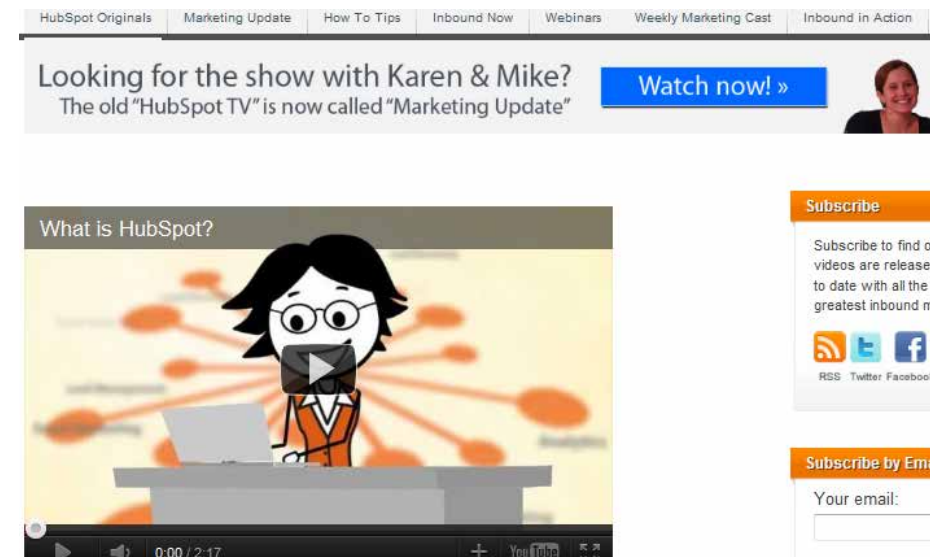 HubSpot Originals
Marketing Update
How To Tips
Inbound Now
Webinars
Weekly Marketing Cast
Inbound in Action
Looking for the show with Karen & Mike?
The old "HubSpot TV" is now called "Marketing Update"
Watch now! »
What is HubSpot?
Analytics
0:00 / 2:17
YouTube
Subscribe
Subscribe to find o
videos are release
to date with all the
greatest inbound m
RSS Twitter Facebook
Subscribe by Ema
Your email: